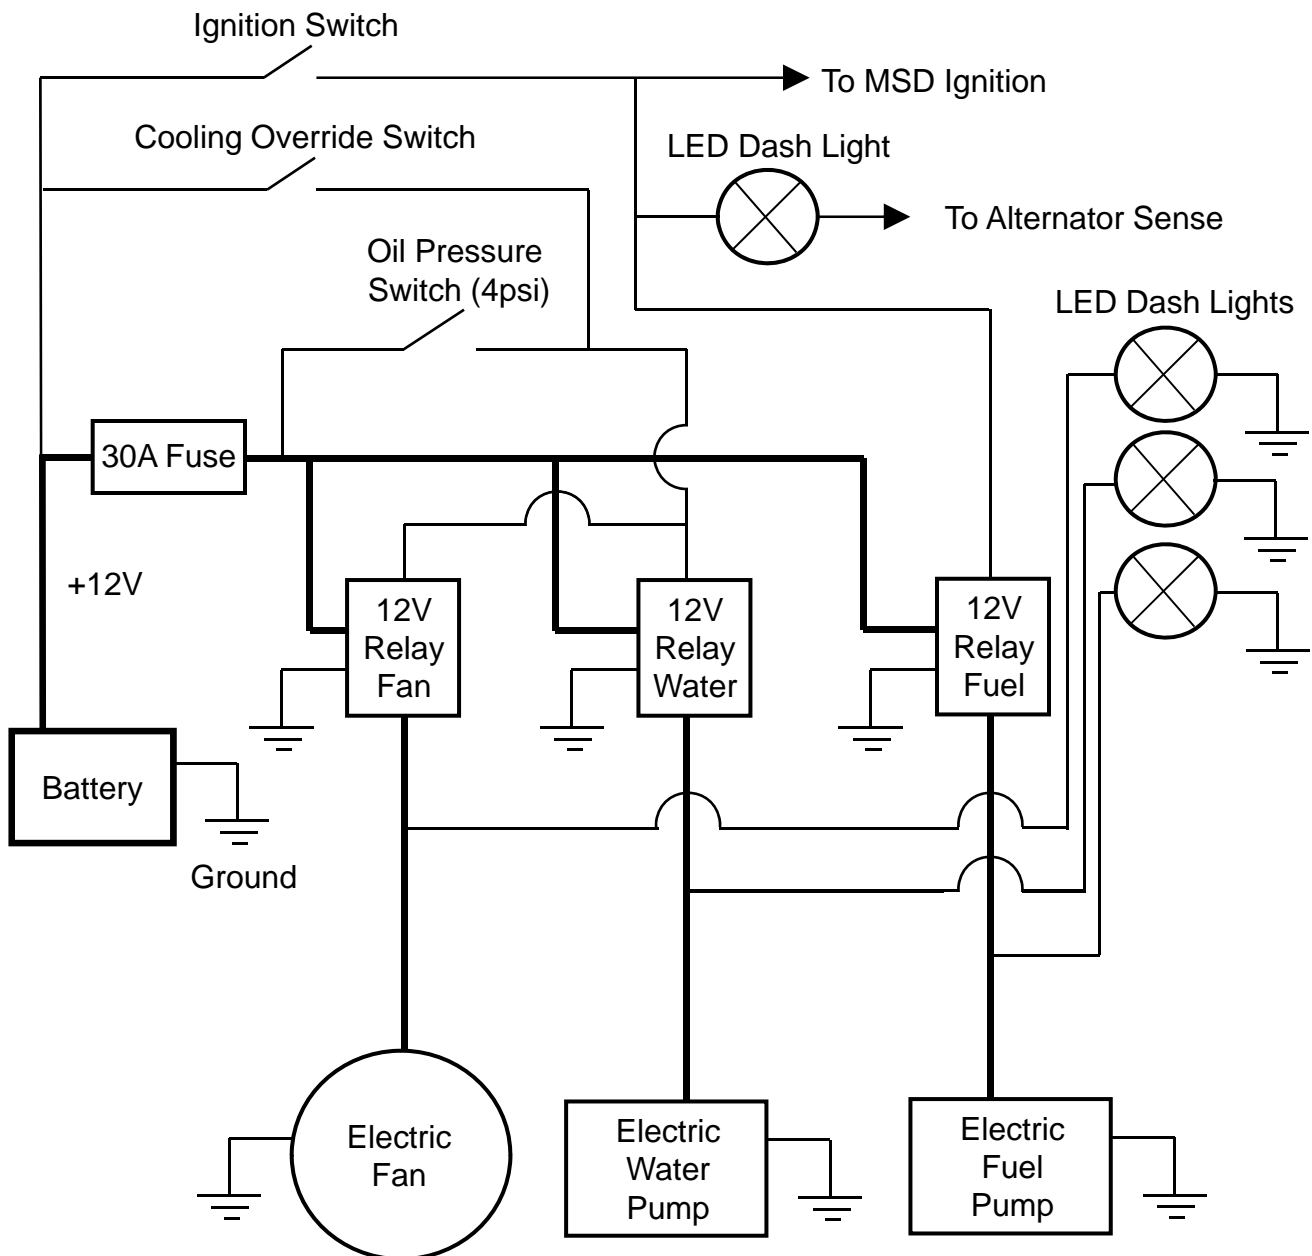 Ignition Switch
To MSD Ignition
Cooling Override Switch
LED Dash Light
To Alternator Sense
Oil Pressure
Switch (4psi)
LED Dash Lights
30A Fuse
+12V
12V
Relay
Fan
12V
Relay
Water
12V
Relay
Fuel
Battery
Ground
Electric
Fan
Electric
Water
Pump
Electric
Fuel
Pump